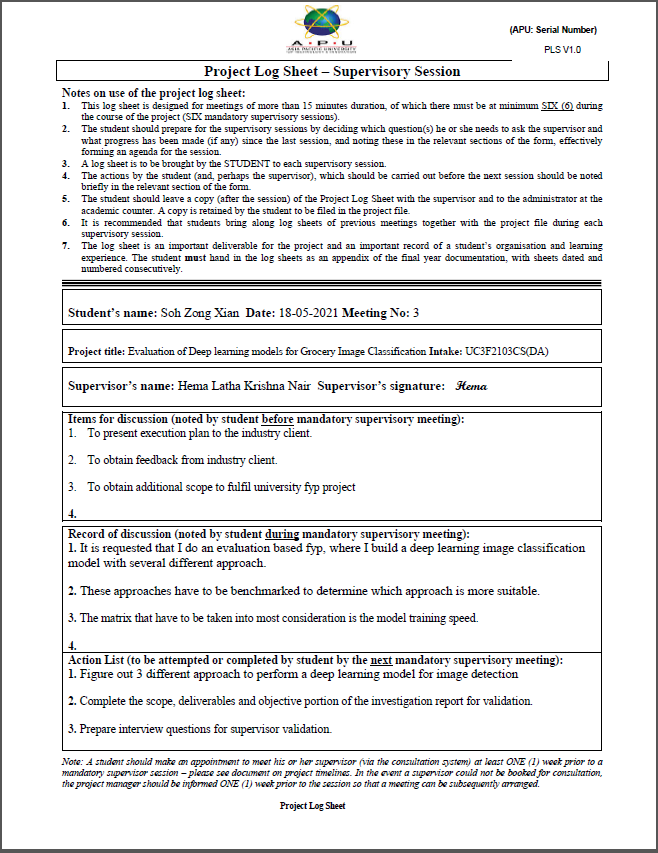 (APU: Serial Number)
A · P · U
ASIA PACIFIC UNIVERSITY
OF TECHNOLOGY & INNOVATION
PLS V1.0
Project Log Sheet – Supervisory Session
Notes on use of the project log sheet:
1. This log sheet is designed for meetings of more than 15 minutes duration, of which there must be at minimum SIX (6) during
the course of the project (SIX mandatory supervisory sessions).
2. The student should prepare for the supervisory sessions by deciding which question(s) he or she needs to ask the supervisor and
what progress has been made (if any) since the last session, and noting these in the relevant sections of the form, effectively
forming an agenda for the session.
3. A log sheet is to be brought by the STUDENT to each supervisory session.
4. The actions by the student (and, perhaps the supervisor), which should be carried out before the next session should be noted
briefly in the relevant section of the form.
5. The student should leave a copy (after the session) of the Project Log Sheet with the supervisor and to the administrator at the
academic counter. A copy is retained by the student to be filed in the project file.
6. It is recommended that students bring along log sheets of previous meetings together with the project file during each
supervisory session.
7. The log sheet is an important deliverable for the project and an important record of a student's organisation and learning
experience. The student must hand in the log sheets as an appendix of the final year documentation, with sheets dated and
numbered consecutively.
Student's name: Soh Zong Xian Date: 18-05-2021 Meeting No: 3
Project title: Evaluation of Deep learning models for Grocery Image Classification Intake: UC3F2103CS(DA)
Supervisor's name: Hema Latha Krishna Nair Supervisor's signature: Hema
Items for discussion (noted by student before mandatory supervisory meeting):
1. To present execution plan to the industry client.
2. To obtain feedback from industry client.
3. To obtain additional scope to fulfil university fyp project
4.
Record of discussion (noted by student during mandatory supervisory meeting):
1. It is requested that I do an evaluation based fyp, where I build a deep learning image classification
model with several different approach.
2. These approaches have to be benchmarked to determine which approach is more suitable.
3. The matrix that have to be taken into most consideration is the model training speed.
4.
Action List (to be attempted or completed by student by the next mandatory supervisory meeting):
1. Figure out 3 different approach to perform a deep learning model for image detection
2. Complete the scope, deliverables and objective portion of the investigation report for validation.
3. Prepare interview questions for supervisor validation.
Note: A student should make an appointment to meet his or her supervisor (via the consultation system) at least ONE (1) week prior to a
mandatory supervisor session – please see document on project timelines. In the event a supervisor could not be booked for consultation,
the project manager should be informed ONE (1) week prior to the session so that a meeting can be subsequently arranged.
Project Log Sheet